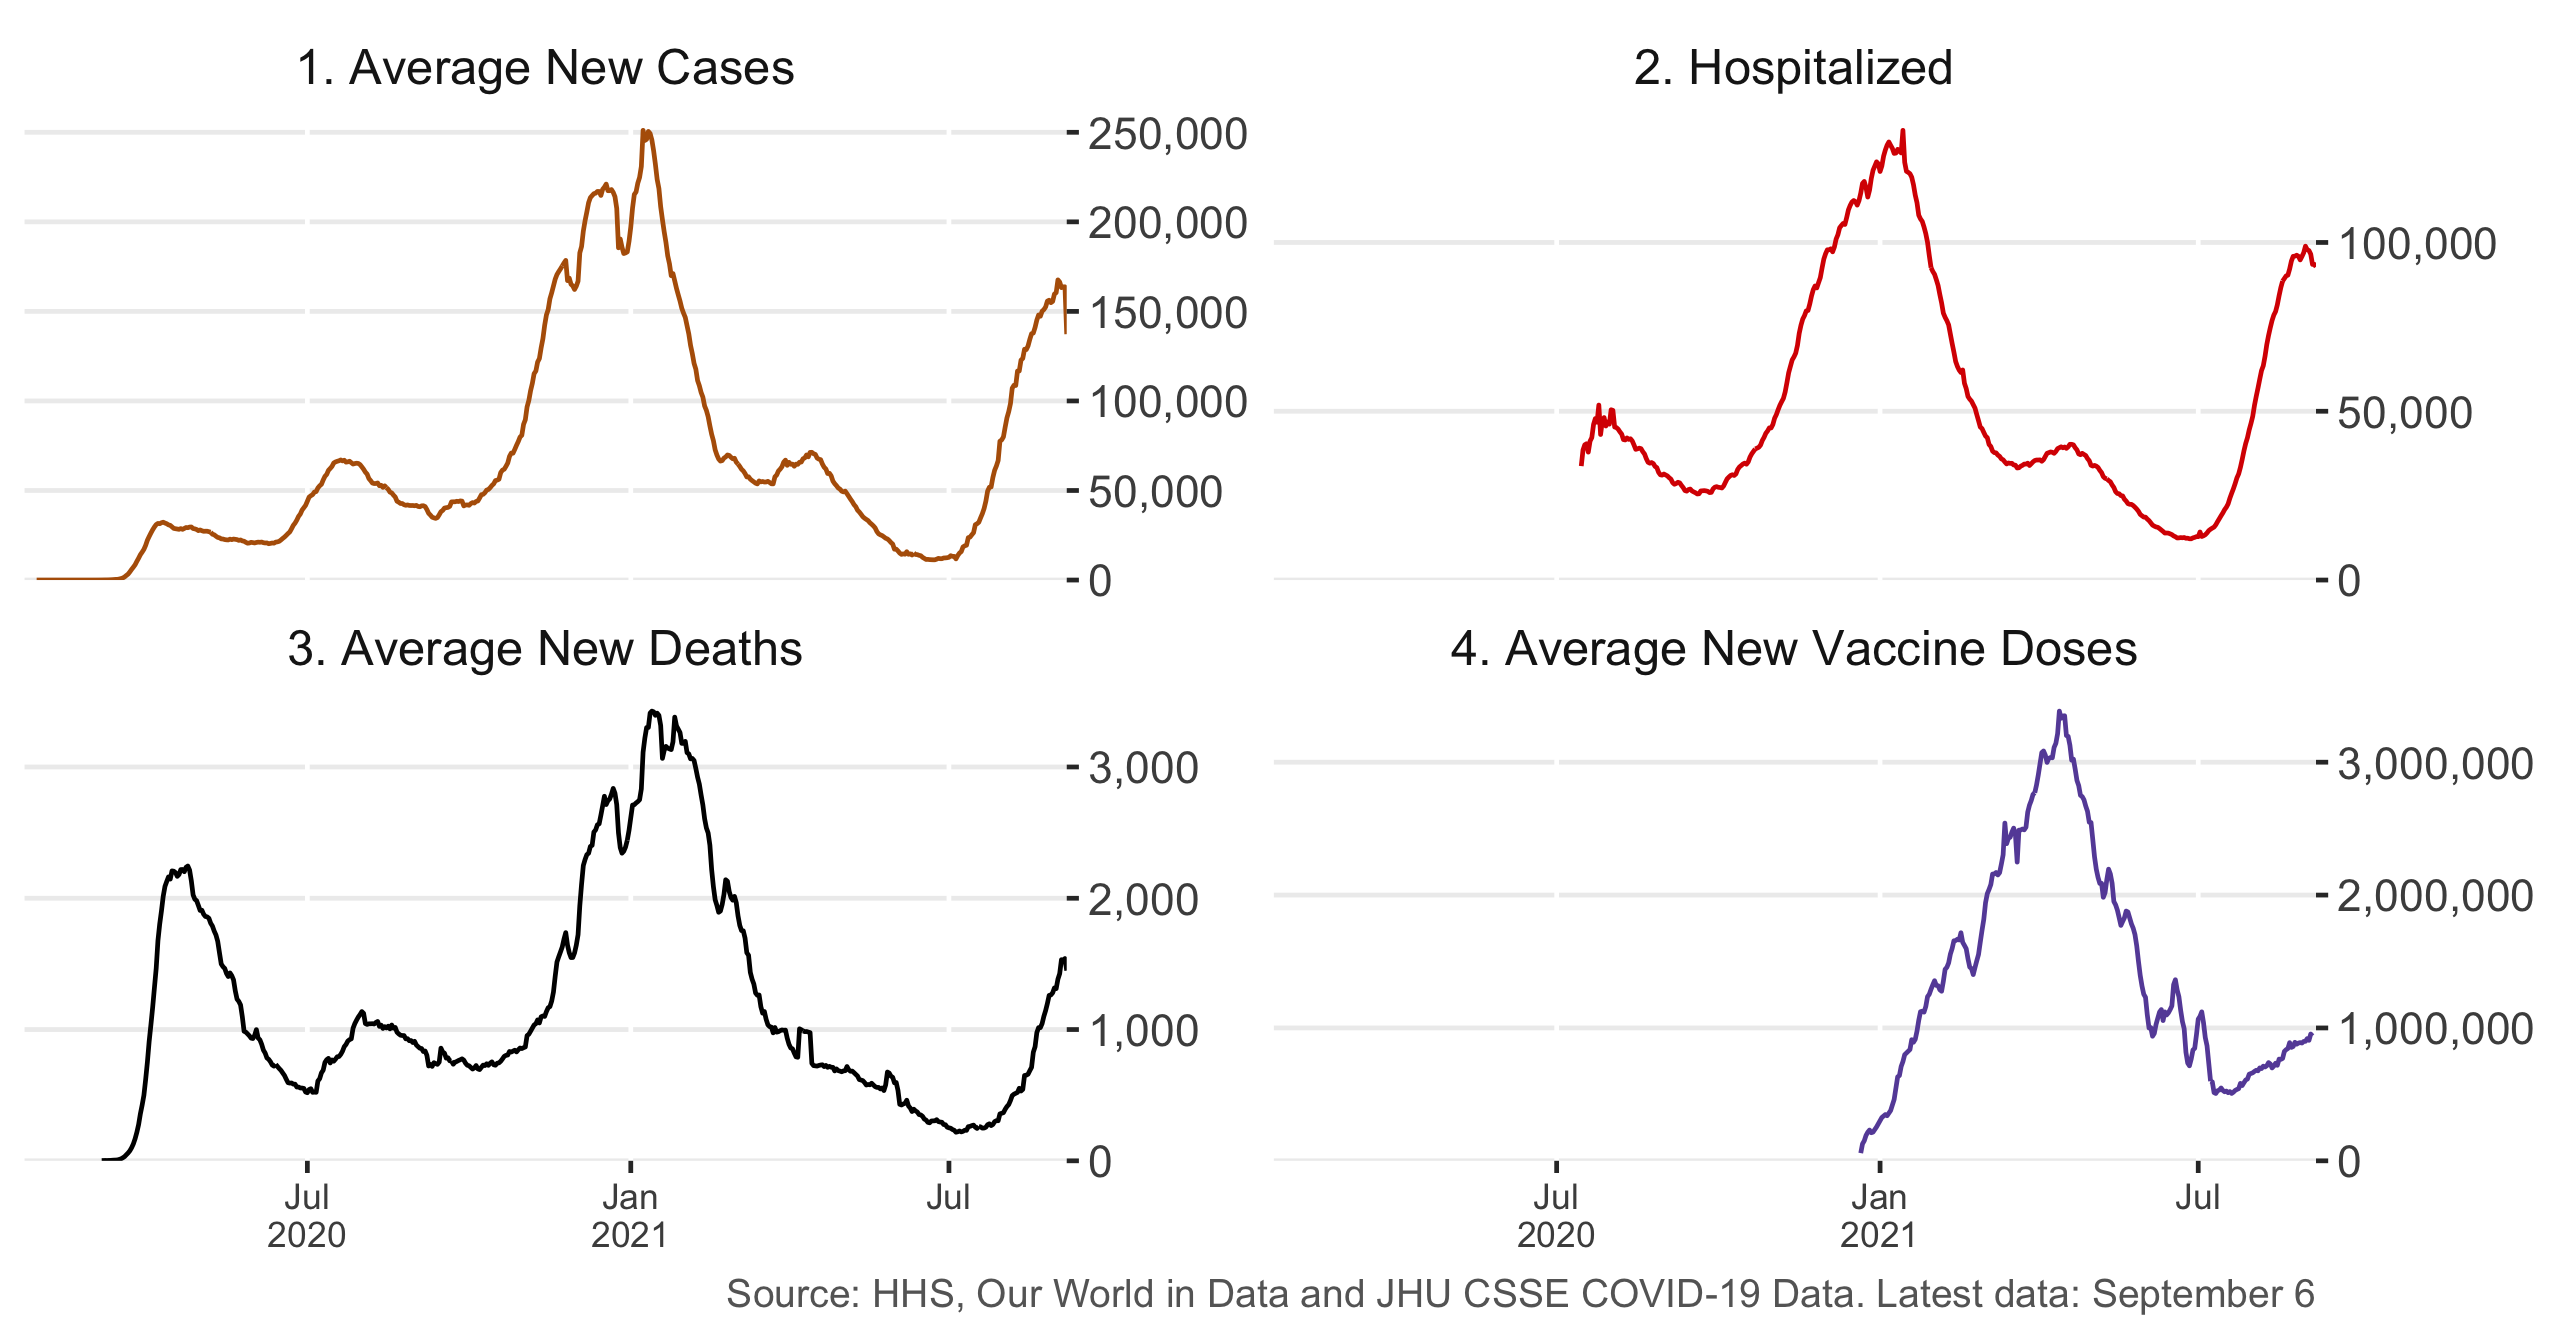 1. Average New Cases
250,000
200,000
150,000
100,000
50,000
0
2. Hospitalized
100,000
50,000
0
3. Average New Deaths
3,000
2,000
1,000
0
Jul
2020
Jan
2021
Jul
4. Average New Vaccine Doses
3,000,000
2,000,000
1,000,000
0
Jul
2020
Jan
2021
Jul
Source: HHS, Our World in Data and JHU CSSE COVID-19 Data. Latest data: September 6